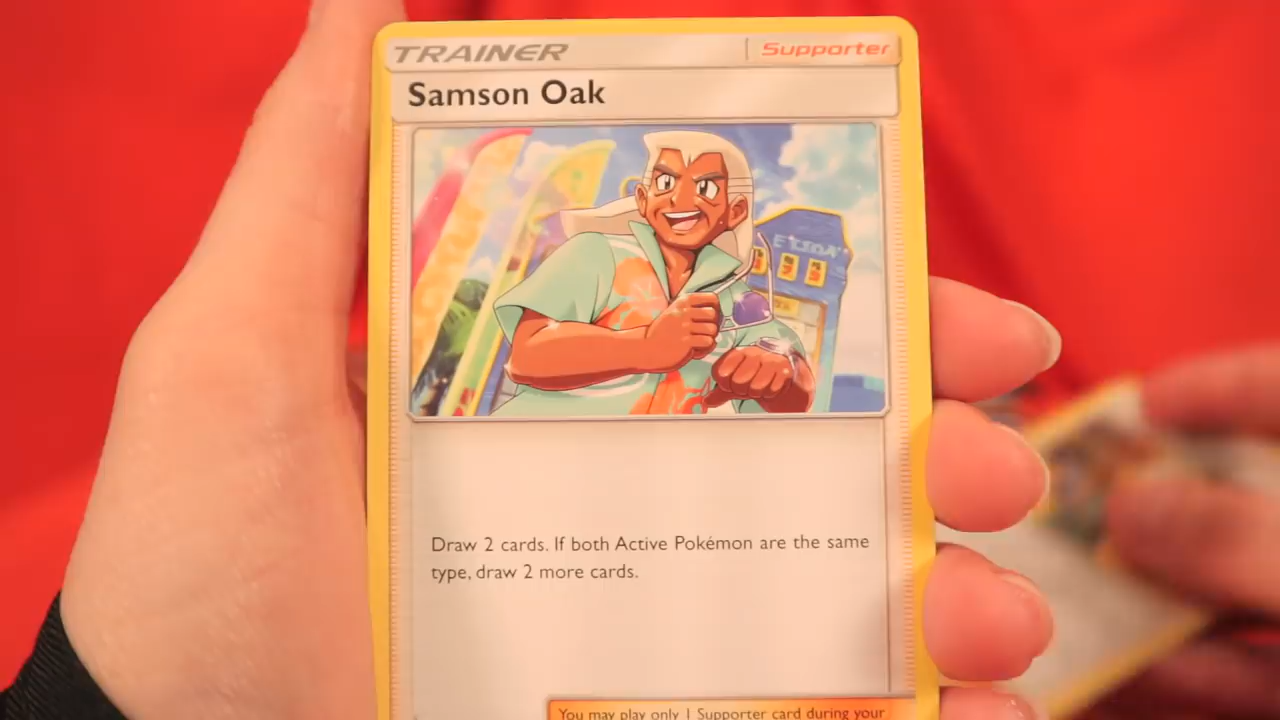 TRAINER
Supporter
Samson Oak
Draw 2 cards. If both Active Pokémon are the same
type, draw 2 more cards.
You may play only 1 Supporter card during your